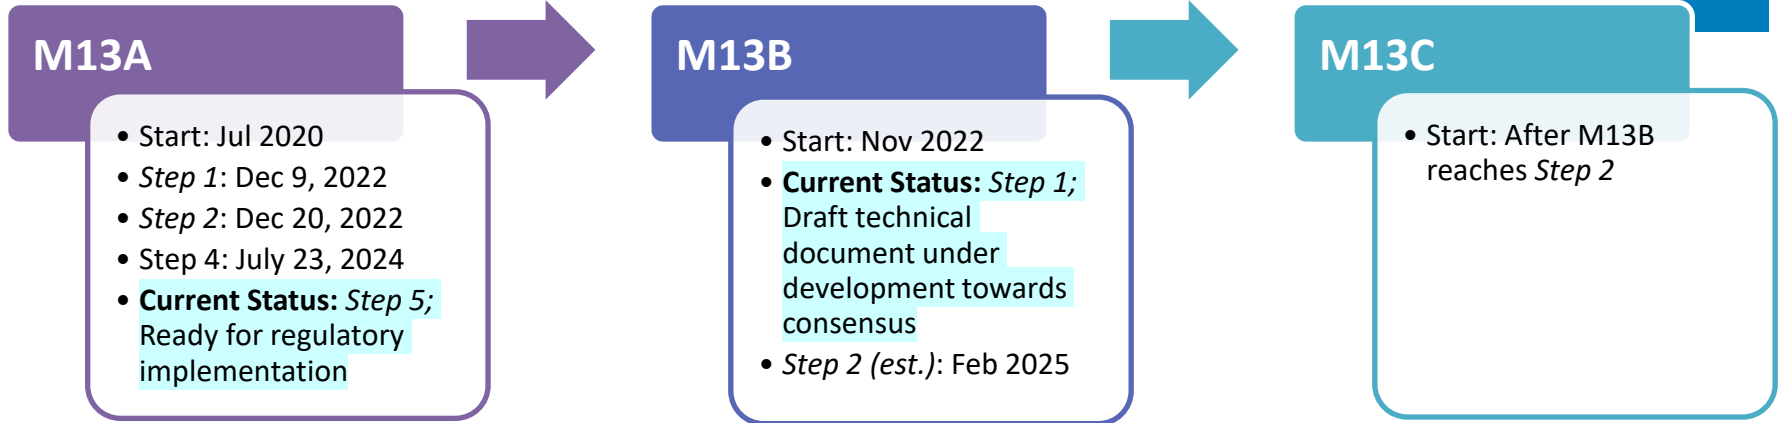 M13A
• Start: Jul 2020
• Step 1: Dec 9, 2022
• Step 2: Dec 20, 2022
• Step 4: July 23, 2024
• Current Status: Step 5;
Ready for regulatory
implementation
M13B
• Start: Nov 2022
• Current Status: Step 1;
Draft technical
document under
development towards
consensus
• Step 2 (est.): Feb 2025
M13C
• Start: After M13B
reaches Step 2